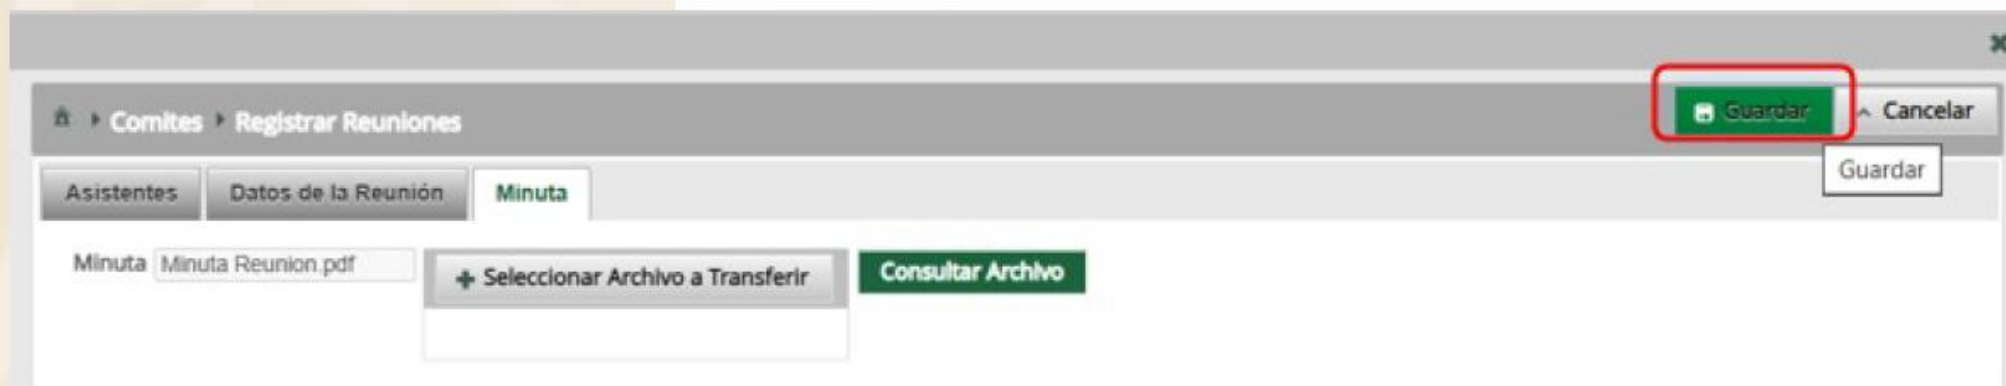 Comites Registrar Reuniones Guardar Cancelar
Guardar
Asistentes Datos de la Reunión Minuta
Minuta Minuta Reunion.pdf + Seleccionar Archivo a Transferir Consultar Archivo